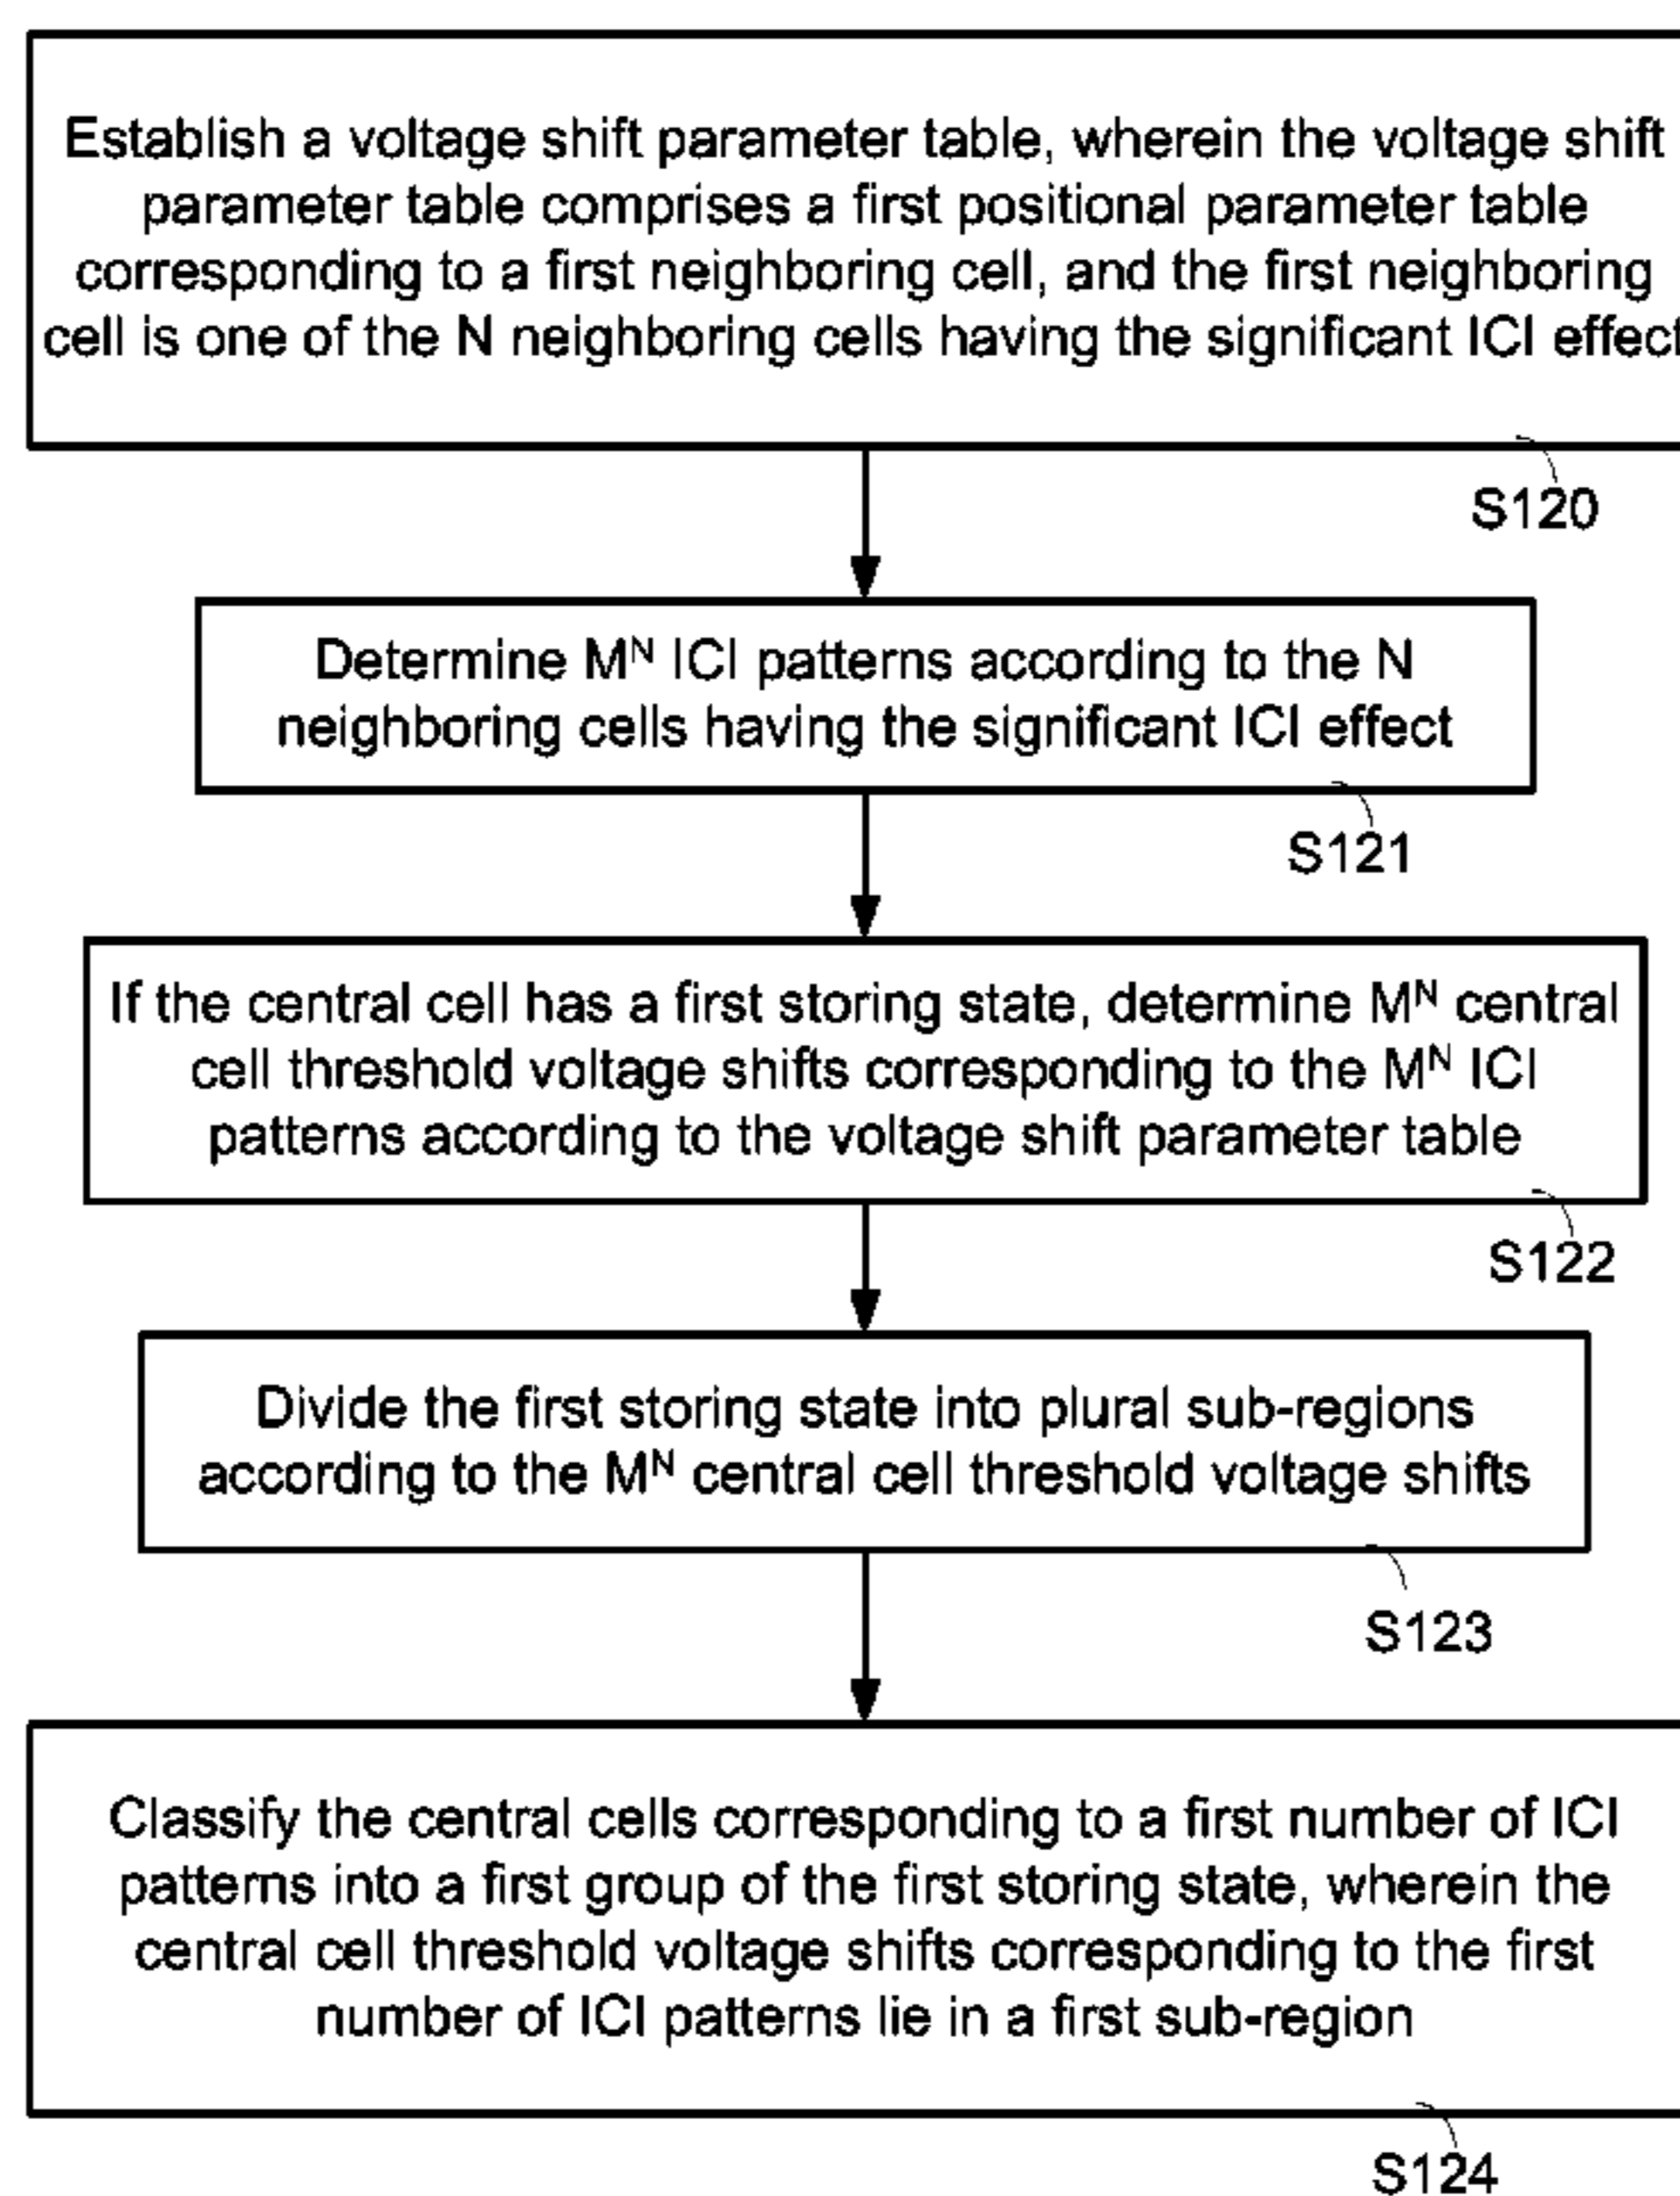 Establish a voltage shift parameter table, wherein the voltage shift
parameter table comprises a first positional parameter table
corresponding to a first neighboring cell, and the first neighboring
cell is one of the N neighboring cells having the significant ICI effect
S120
Determine Mᴺ ICI patterns according to the N
neighboring cells having the significant ICI effect
S121
If the central cell has a first storing state, determine Mᴺ central
cell threshold voltage shifts corresponding to the Mᴺ ICI
patterns according to the voltage shift parameter table
S122
Divide the first storing state into plural sub-regions
according to the Mᴺ central cell threshold voltage shifts
S123
Classify the central cells corresponding to a first number of ICI
patterns into a first group of the first storing state, wherein the
central cell threshold voltage shifts corresponding to the first
number of ICI patterns lie in a first sub-region
S124